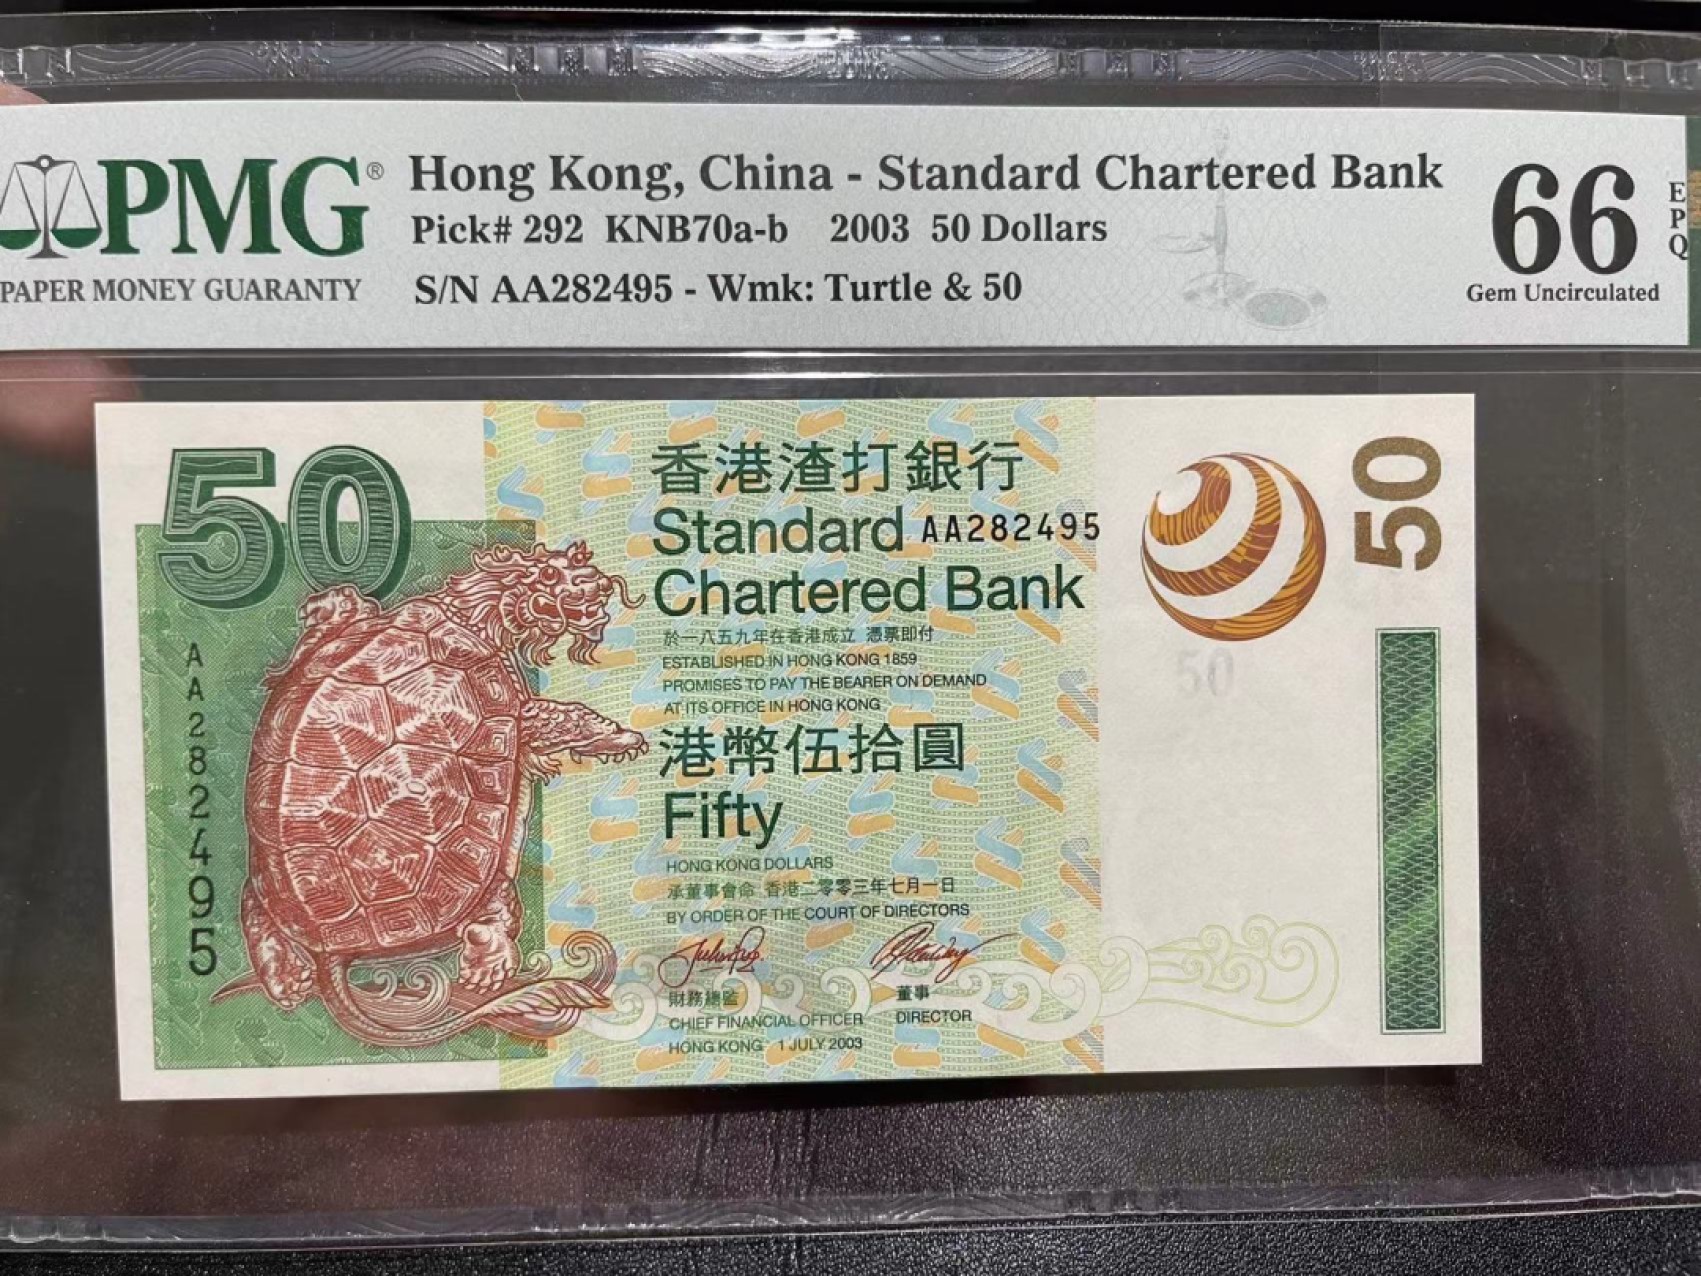 PMG®
PAPER MONEY GUARANTY
Hong Kong, China - Standard Chartered Bank
Pick# 292 KNB70a-b 2003 50 Dollars
S/N AA282495 - Wmk: Turtle & 50
66
EPQ
Gem Uncirculated
50
香港渣打銀行
Standard
AA282495
Chartered Bank
於一八五九年在香港成立 憑票即付
ESTABLISHED IN HONG KONG 1859
PROMISES TO PAY THE BEARER ON DEMAND
AT ITS OFFICE IN HONG KONG
港幣伍拾圓
Fifty
HONG KONG DOLLARS
承董事會命 香港二零零三年七月一日
BY ORDER OF THE COURT OF DIRECTORS
財務總監
CHIEF FINANCIAL OFFICER
董事
DIRECTOR
HONG KONG 1 JULY 2003
AA282495
50
50